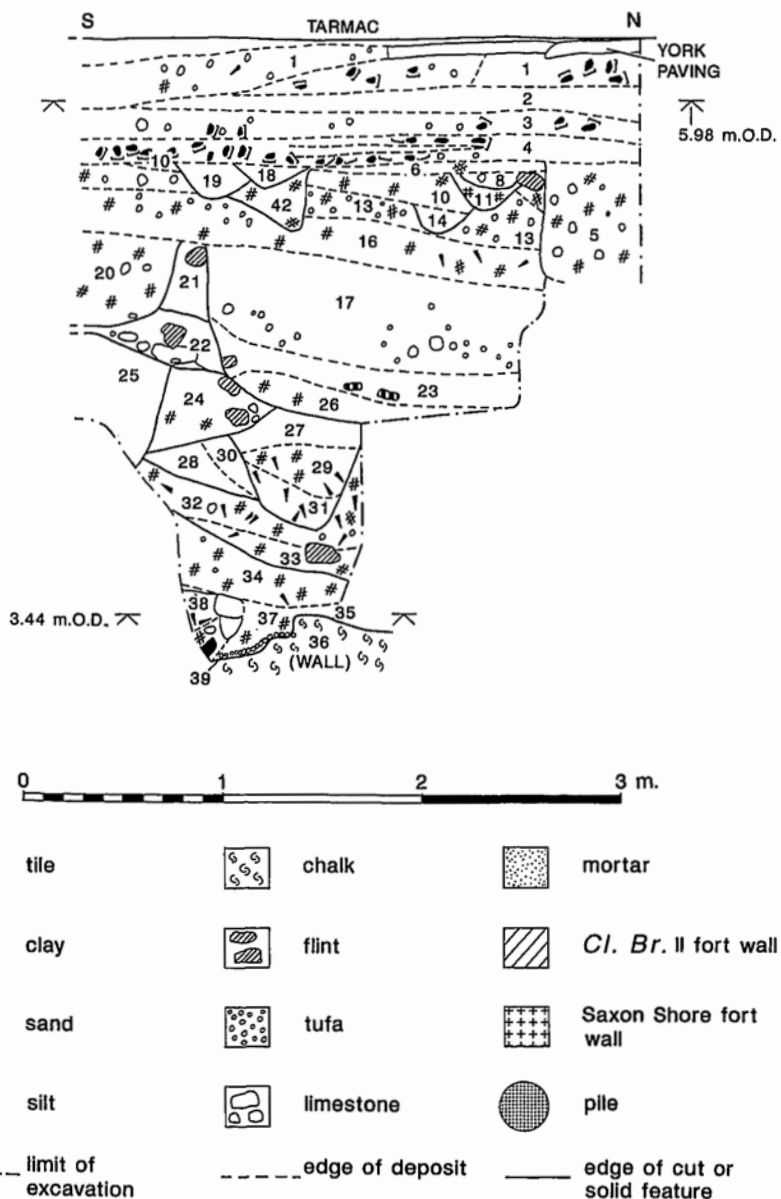 S TARMAC N
1 1 YORK
PAVING
2
3 5.98 m.O.D.
4
10 18 6 8
19 10 11
42 13 14 13 5
16
20
21 17
22
25 23
24 26
27
28 30 29
32 31
33
34
38 35
3.44 m.O.D. 37
36
(WALL)
39
0 1 2 3 m.
tile chalk mortar
clay flint Cl. Br. II fort wall
sand tufa Saxon Shore fort
wall
silt limestone pile
limit of edge of deposit edge of cut or
excavation solid feature